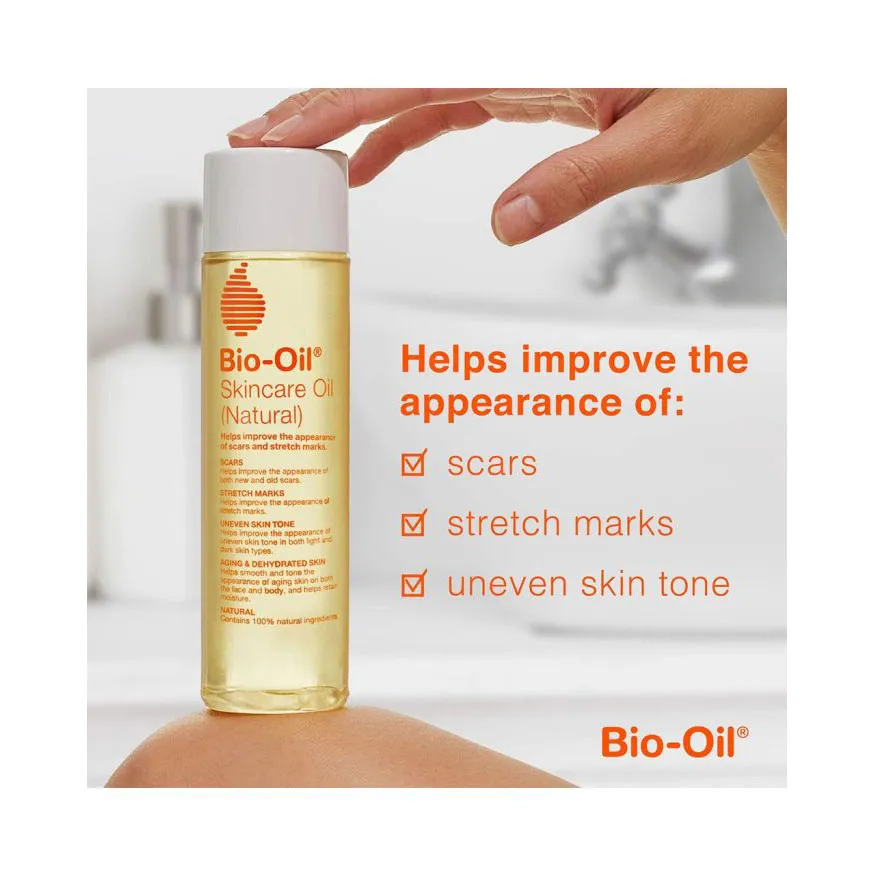 Bio-Oil®
Skincare Oil
(Natural)
Helps improve the appearance
of scars and stretch marks.
SCARS
Helps improve the appearance of
both new and old scars.
STRETCH MARKS
Helps improve the appearance of
stretch marks.
UNEVEN SKIN TONE
Helps improve the appearance of
uneven skin tone in both light and
dark skin types.
AGING & DEHYDRATED SKIN
Helps smooth and tone the
appearance of aging skin on both
the face and body, and helps retain
moisture.
NATURAL
Contains 100% natural ingredients.
Helps improve the
appearance of:
scars
stretch marks
uneven skin tone
Bio-Oil®